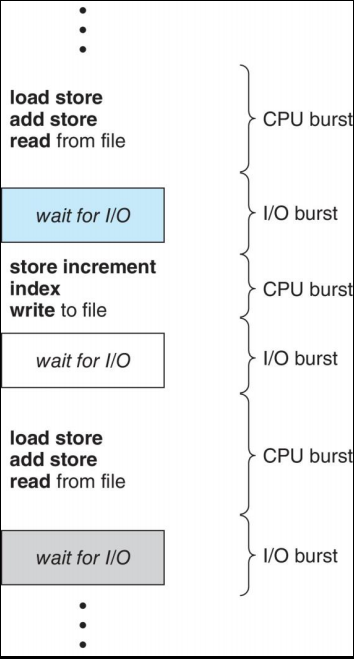 load store
add store
read from file
CPU burst
wait for I/O
I/O burst
store increment
index
write to file
CPU burst
wait for I/O
I/O burst
load store
add store
read from file
CPU burst
wait for I/O
I/O burst